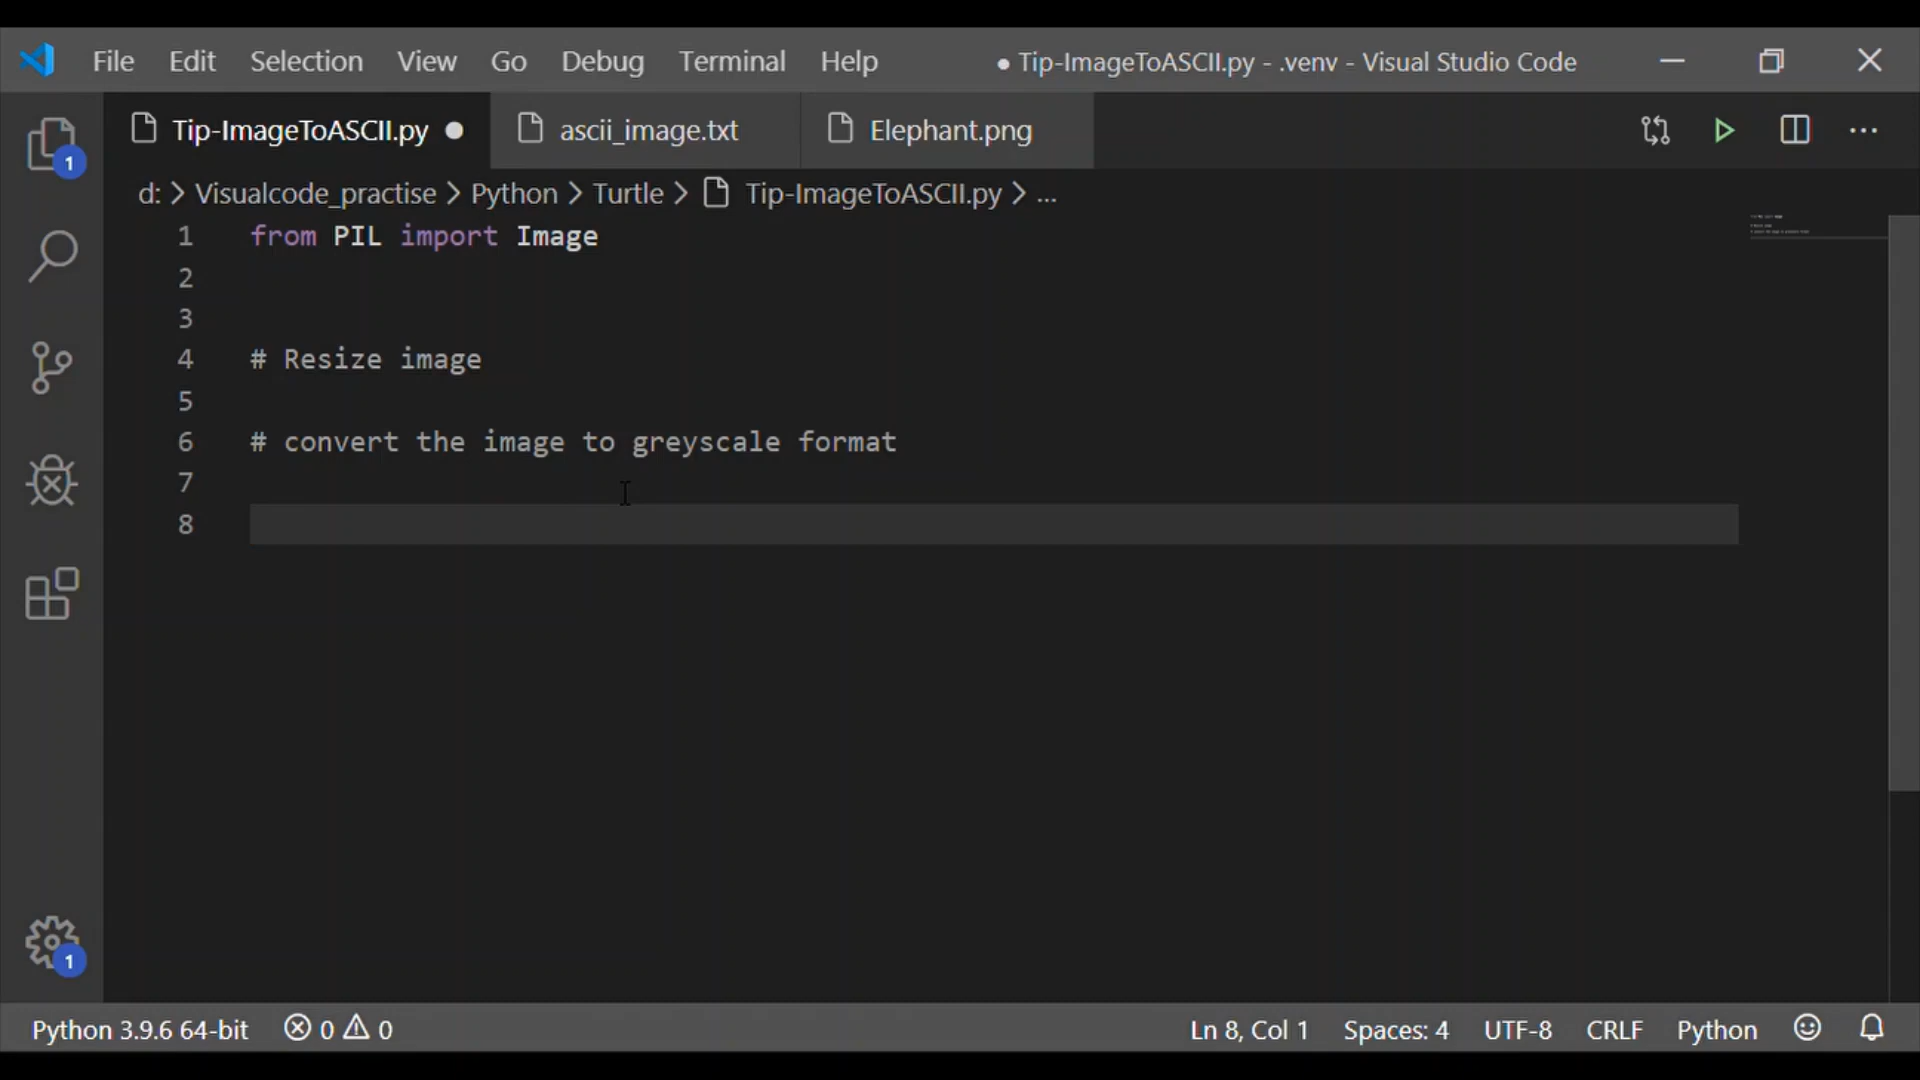 File Edit Selection View Go Debug Terminal Help ● Tip-ImageToASCII.py - .venv - Visual Studio Code
Tip-ImageToASCII.py ascii_image.txt Elephant.png
d: > Visualcode_practise > Python > Turtle > Tip-ImageToASCII.py > ...
1 from PIL import Image
2
3
4 # Resize image
5
6 # convert the image to greyscale format
7
8
1
1
Python 3.9.6 64-bit 0 0 Ln 8, Col 1 Spaces: 4 UTF-8 CRLF Python